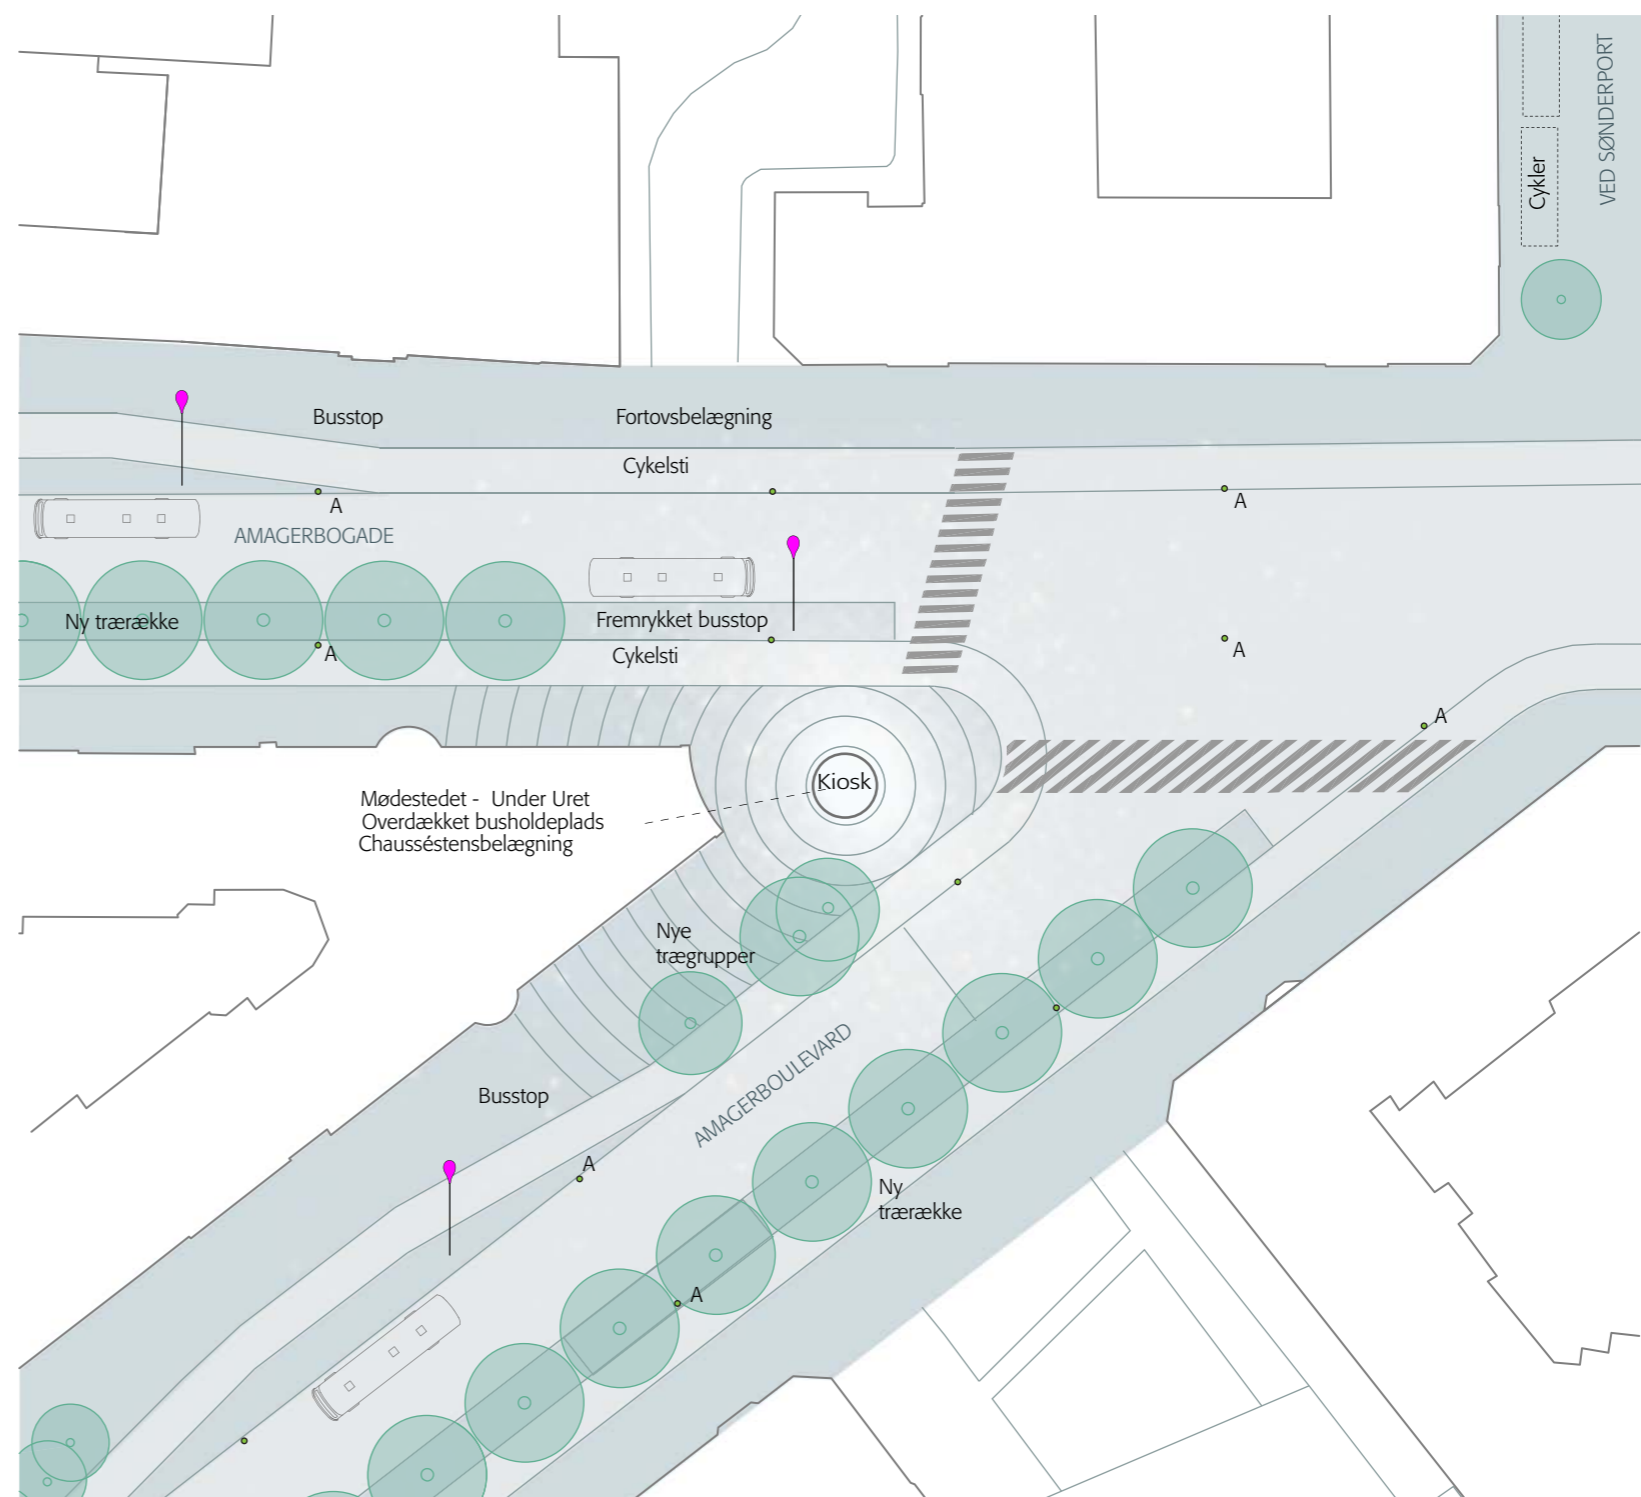 VED SØNDERPORT
Cykler
Busstop
Fortovsbelægning
Cykelsti
A
A
AMAGERBOGADE
Ny trærække
Fremrykket busstop
A
Cykelsti
A
A
Kiosk
Mødestedet - Under Uret
Overdækket busholdeplads
Chausséstensbelægning
Nye
trægrupper
AMAGERBOULEVARD
Busstop
A
Ny
trærække
A